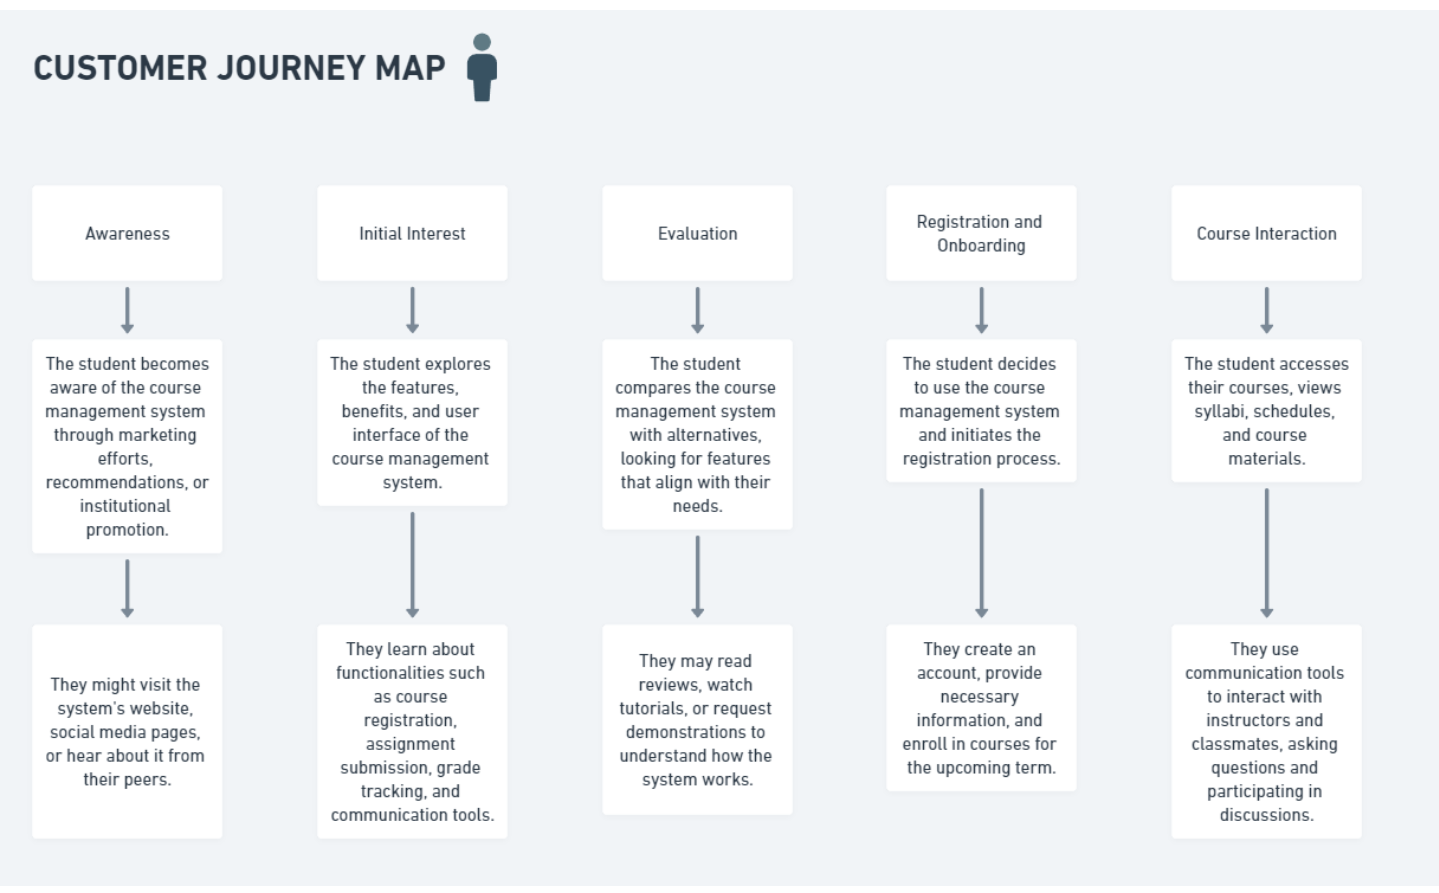 CUSTOMER JOURNEY MAP
Awareness
The student becomes
aware of the course
management system
through marketing
efforts,
recommendations, or
institutional
promotion.
They might visit the
system's website,
social media pages,
or hear about it from
their peers.
Initial Interest
The student explores
the features,
benefits, and user
interface of the
course management
system.
They learn about
functionalities such
as course
registration,
assignment
submission, grade
tracking, and
communication tools.
Evaluation
The student
compares the course
management system
with alternatives,
looking for features
that align with their
needs.
They may read
reviews, watch
tutorials, or request
demonstrations to
understand how the
system works.
Registration and
Onboarding
The student decides
to use the course
management system
and initiates the
registration process.
They create an
account, provide
necessary
information, and
enroll in courses for
the upcoming term.
Course Interaction
The student accesses
their courses, views
syllabi, schedules,
and course
materials.
They use
communication tools
to interact with
instructors and
classmates, asking
questions and
participating in
discussions.